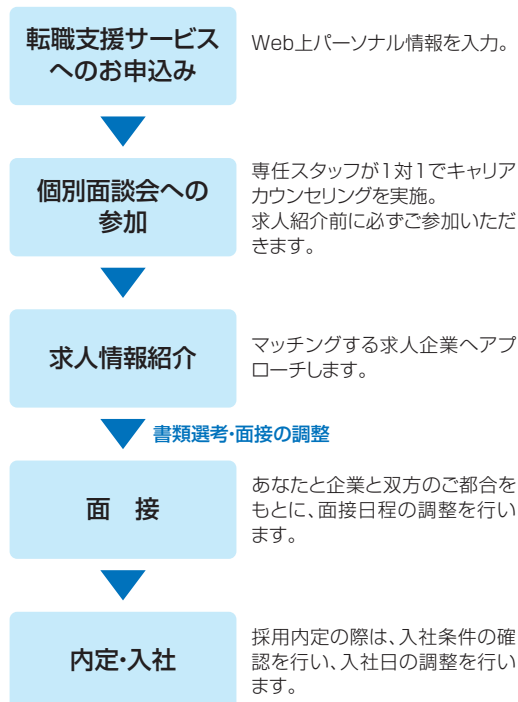 転職支援サービス
へのお申込み
Web上パーソナル情報を入力。
個別面談会への
参加
専任スタッフが1対1でキャリア
カウンセリングを実施。
求人紹介前に必ずご参加いただ
きます。
求人情報紹介
マッチングする求人企業へアプ
ローチします。
書類選考・面接の調整
面　接
あなたと企業と双方のご都合を
もとに、面接日程の調整を行い
ます。
内定・入社
採用内定の際は、入社条件の確
認を行い、入社日の調整を行い
ます。